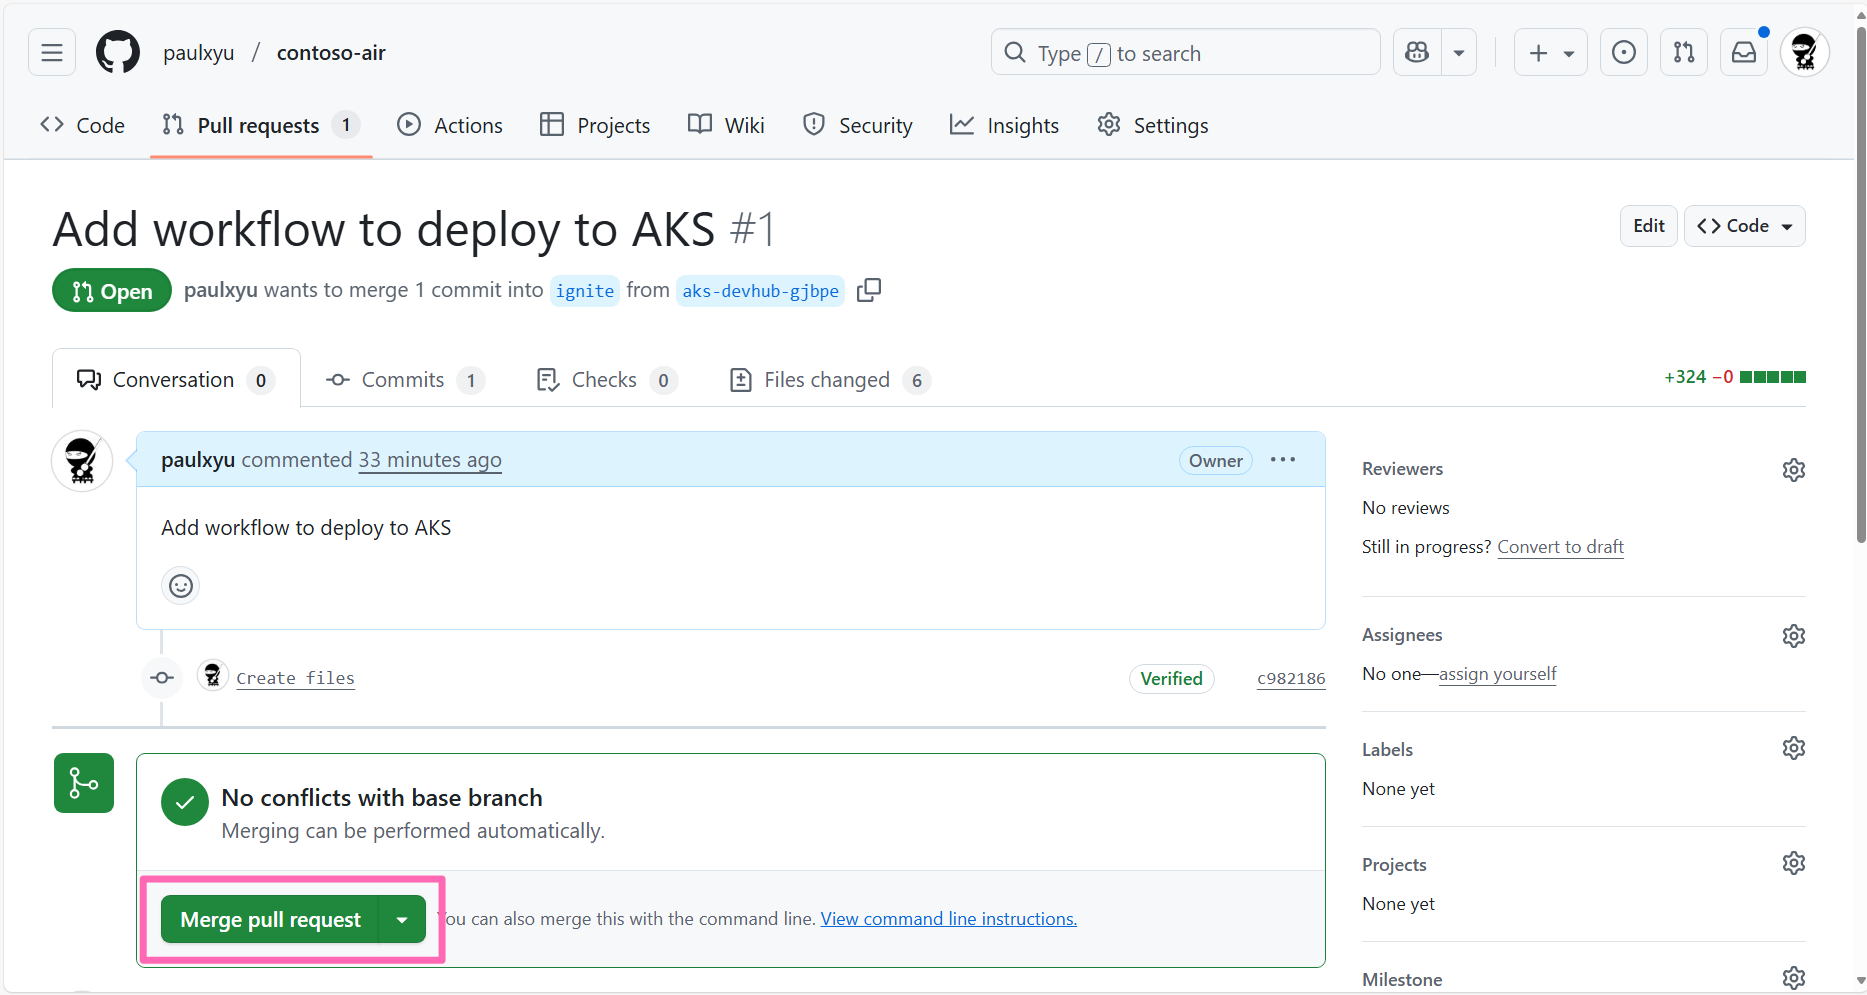 paulxyu / contoso-air
Type / to search
Code
Pull requests 1
Actions
Projects
Wiki
Security
Insights
Settings
Add workflow to deploy to AKS #1
Edit
Code
Open
paulxyu wants to merge 1 commit into ignite from aks-devhub-gjbpe
Conversation 0
Commits 1
Checks 0
Files changed 6
+324 −0
paulxyu commented 33 minutes ago
Owner
Add workflow to deploy to AKS
Create files
Verified
c982186
No conflicts with base branch
Merging can be performed automatically.
Merge pull request
You can also merge this with the command line. View command line instructions.
Reviewers
No reviews
Still in progress? Convert to draft
Assignees
No one—assign yourself
Labels
None yet
Projects
None yet
Milestone